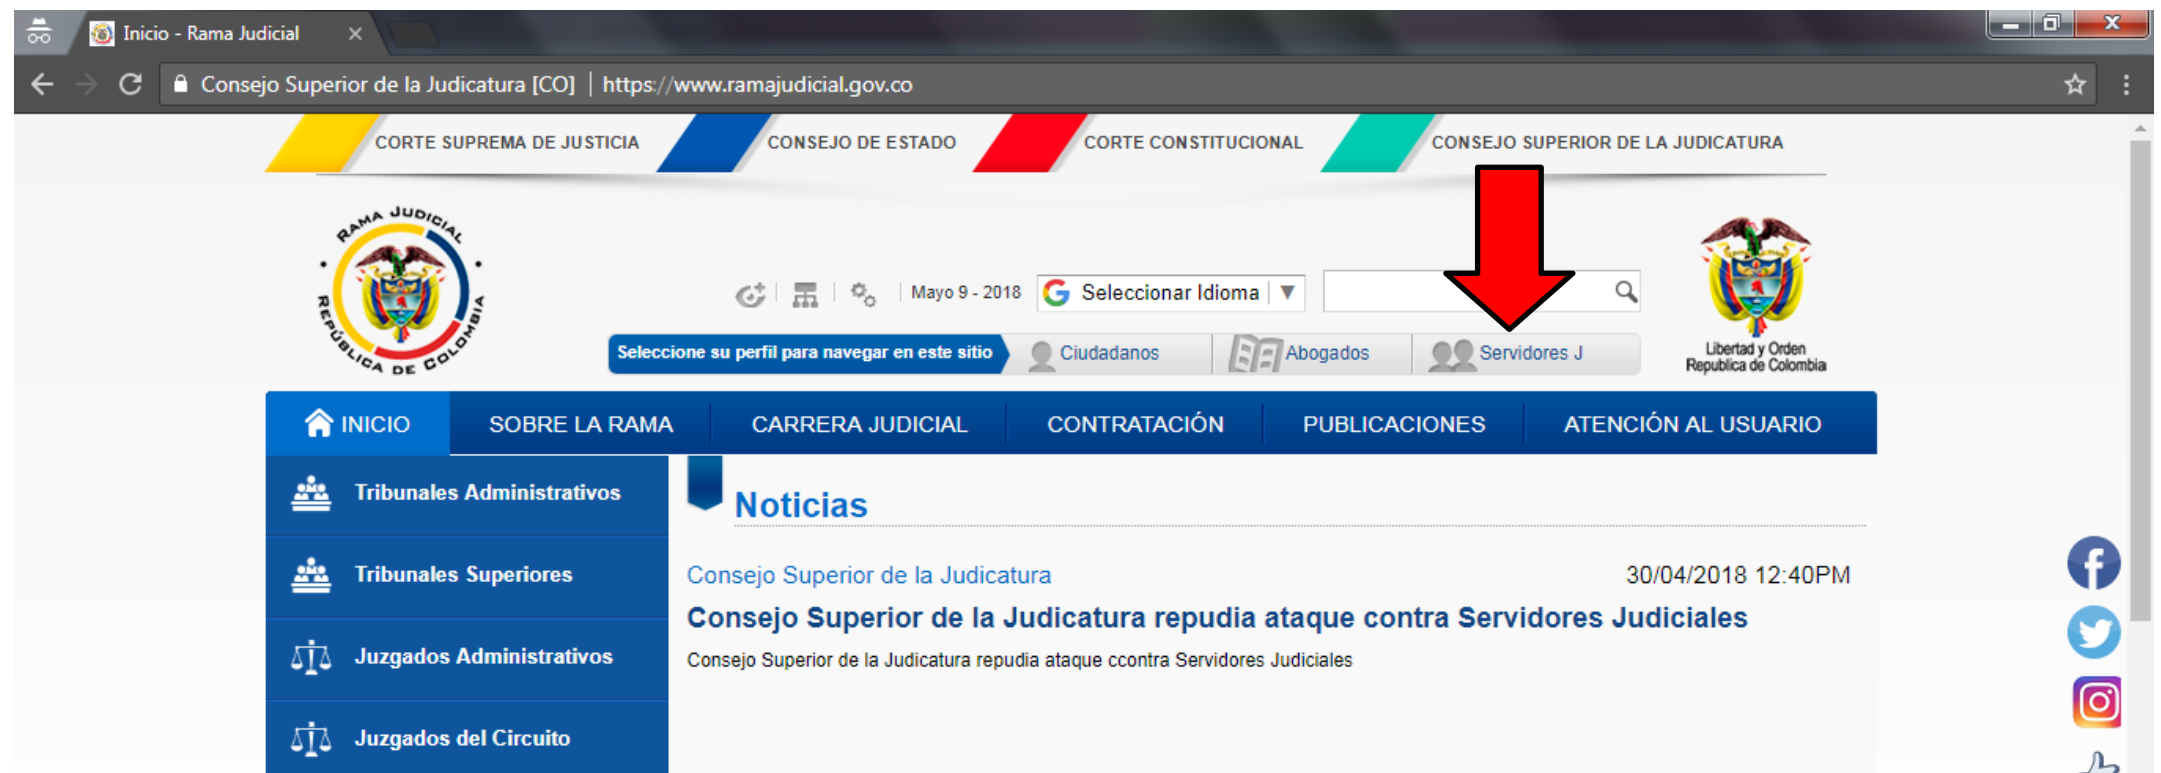 Inicio - Rama Judicial
Consejo Superior de la Judicatura [CO] | https://www.ramajudicial.gov.co
CORTE SUPREMA DE JUSTICIA
CONSEJO DE ESTADO
CORTE CONSTITUCIONAL
CONSEJO SUPERIOR DE LA JUDICATURA
RAMA JUDICIAL
REPÚBLICA DE COLOMBIA
Mayo 9 - 2018
G Seleccionar Idioma
Libertad y Orden
Republica de Colombia
Seleccione su perfil para navegar en este sitio
Ciudadanos
Abogados
Servidores J
INICIO
SOBRE LA RAMA
CARRERA JUDICIAL
CONTRATACIÓN
PUBLICACIONES
ATENCIÓN AL USUARIO
Tribunales Administrativos
Tribunales Superiores
Juzgados Administrativos
Juzgados del Circuito
Noticias
Consejo Superior de la Judicatura
30/04/2018 12:40PM
Consejo Superior de la Judicatura repudia ataque contra Servidores Judiciales
Consejo Superior de la Judicatura repudia ataque ccontra Servidores Judiciales